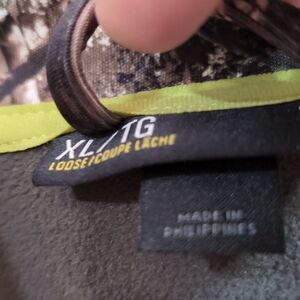 XL/TG
LOOSE/COUPE LÂCHE
MADE IN
PHILIPPINES